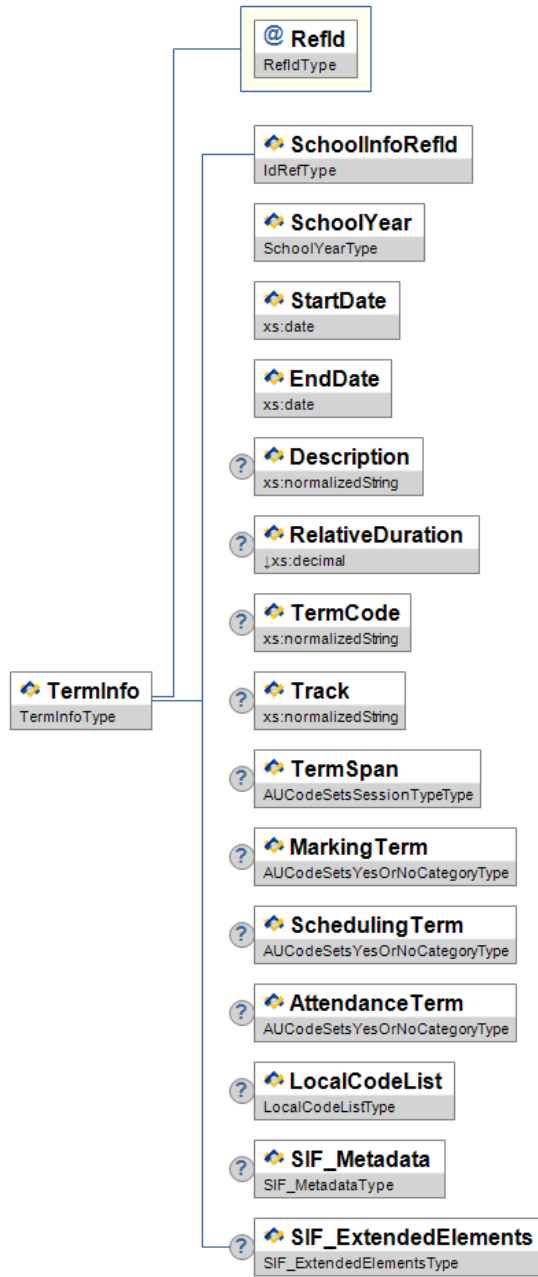 @ RefId
RefIdType
SchoolInfoRefId
IdRefType
SchoolYear
SchoolYearType
StartDate
xs:date
EndDate
xs:date
? Description
xs:normalizedString
? RelativeDuration
↓xs:decimal
? TermCode
xs:normalizedString
TermInfo
TermInfoType
? Track
xs:normalizedString
? TermSpan
AUCodeSetsSessionTypeType
? MarkingTerm
AUCodeSetsYesOrNoCategoryType
? SchedulingTerm
AUCodeSetsYesOrNoCategoryType
? AttendanceTerm
AUCodeSetsYesOrNoCategoryType
? LocalCodeList
LocalCodeListType
? SIF_Metadata
SIF_MetadataType
? SIF_ExtendedElements
SIF_ExtendedElementsType